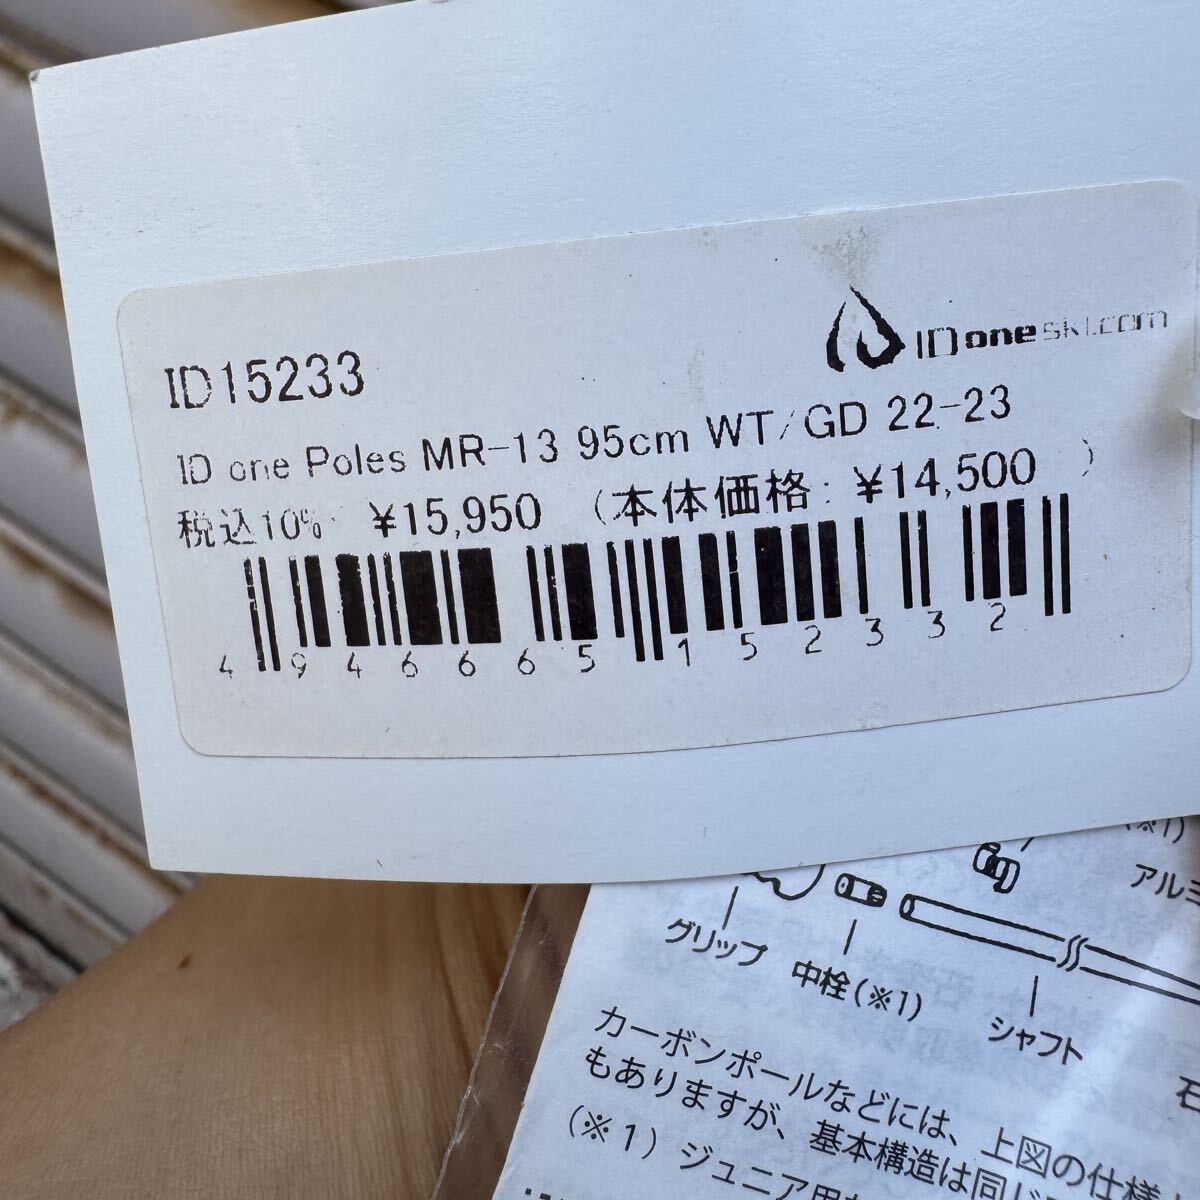 ID one ski.com
ID15233
ID one Poles MR-13 95cm WT/GD 22-23
税込10% ¥15,950 (本体価格: ¥14,500 )
4 946665 152332
(※1)
グリップ
中栓(※1)
シャフト
カーボンポールなどには、上図の仕様
もありますが、基本構造は同じ
(※1)ジュニア用